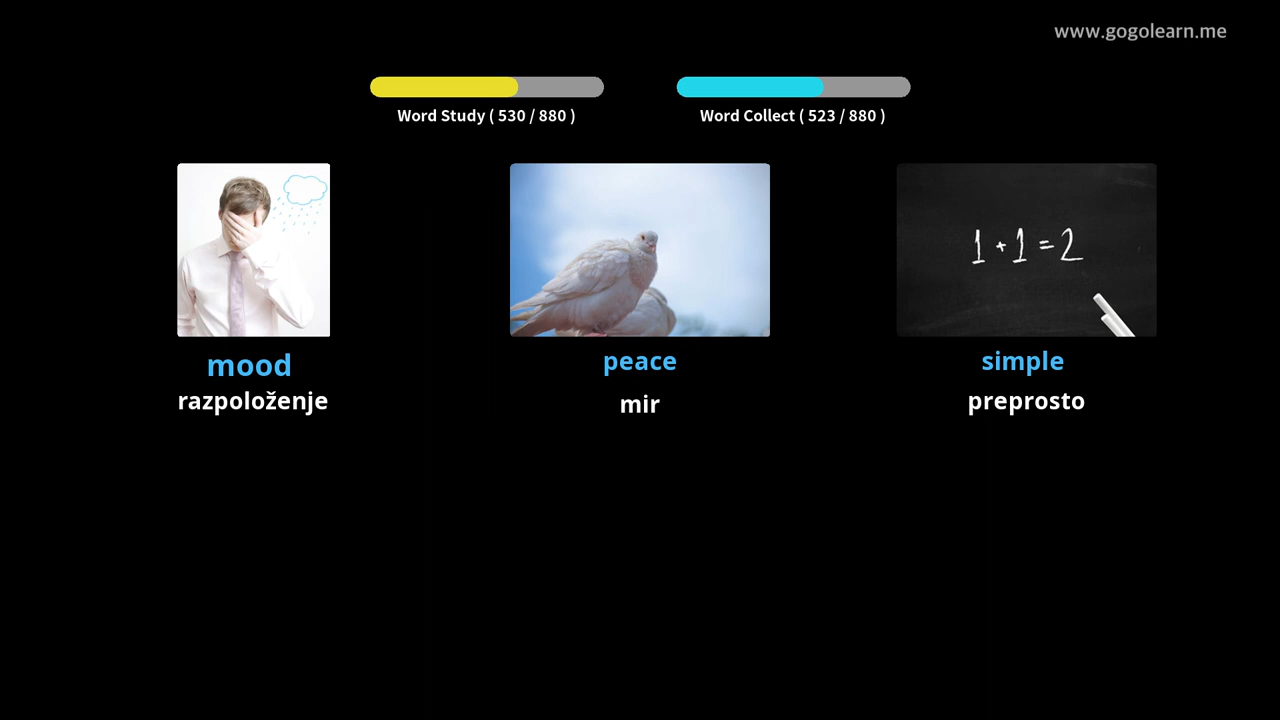 www.gogolearn.me
Word Study ( 530 / 880 )
Word Collect ( 523 / 880 )
1 + 1 = 2
mood
peace
simple
razpoloženje
mir
preprosto